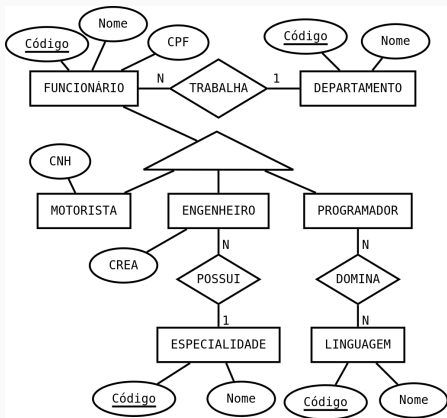 Nome
Código
CPF
Código
Nome
FUNCIONÁRIO
N
TRABALHA
1
DEPARTAMENTO
CNH
MOTORISTA
ENGENHEIRO
PROGRAMADOR
CREA
N
N
POSSUI
DOMINA
1
N
ESPECIALIDADE
LINGUAGEM
Código
Nome
Código
Nome